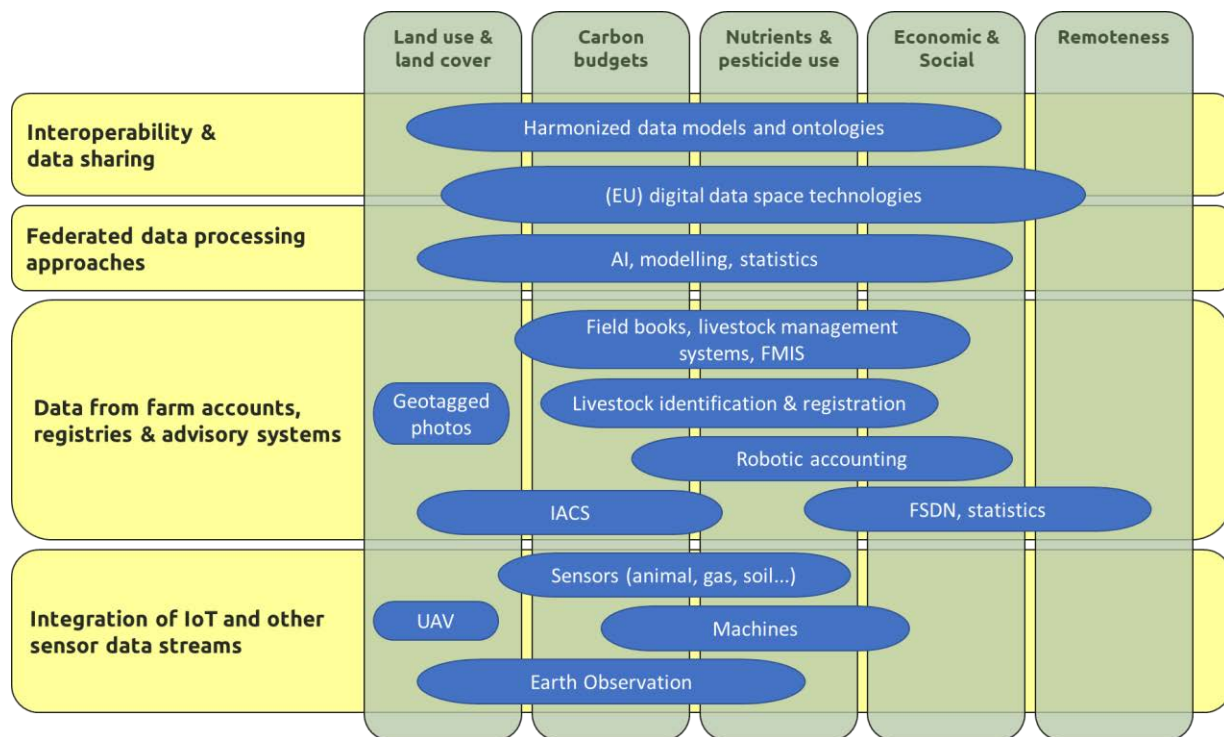 Land use &
land cover
Carbon
budgets
Nutrients &
pesticide use
Economic &
Social
Remoteness
Interoperability &
data sharing
Harmonized data models and ontologies
(EU) digital data space technologies
Federated data processing
approaches
AI, modelling, statistics
Data from farm accounts,
registries & advisory systems
Field books, livestock management
systems, FMIS
Geotagged
photos
Livestock identification & registration
Robotic accounting
IACS
FSDN, statistics
Integration of IoT and other
sensor data streams
Sensors (animal, gas, soil...)
UAV
Machines
Earth Observation